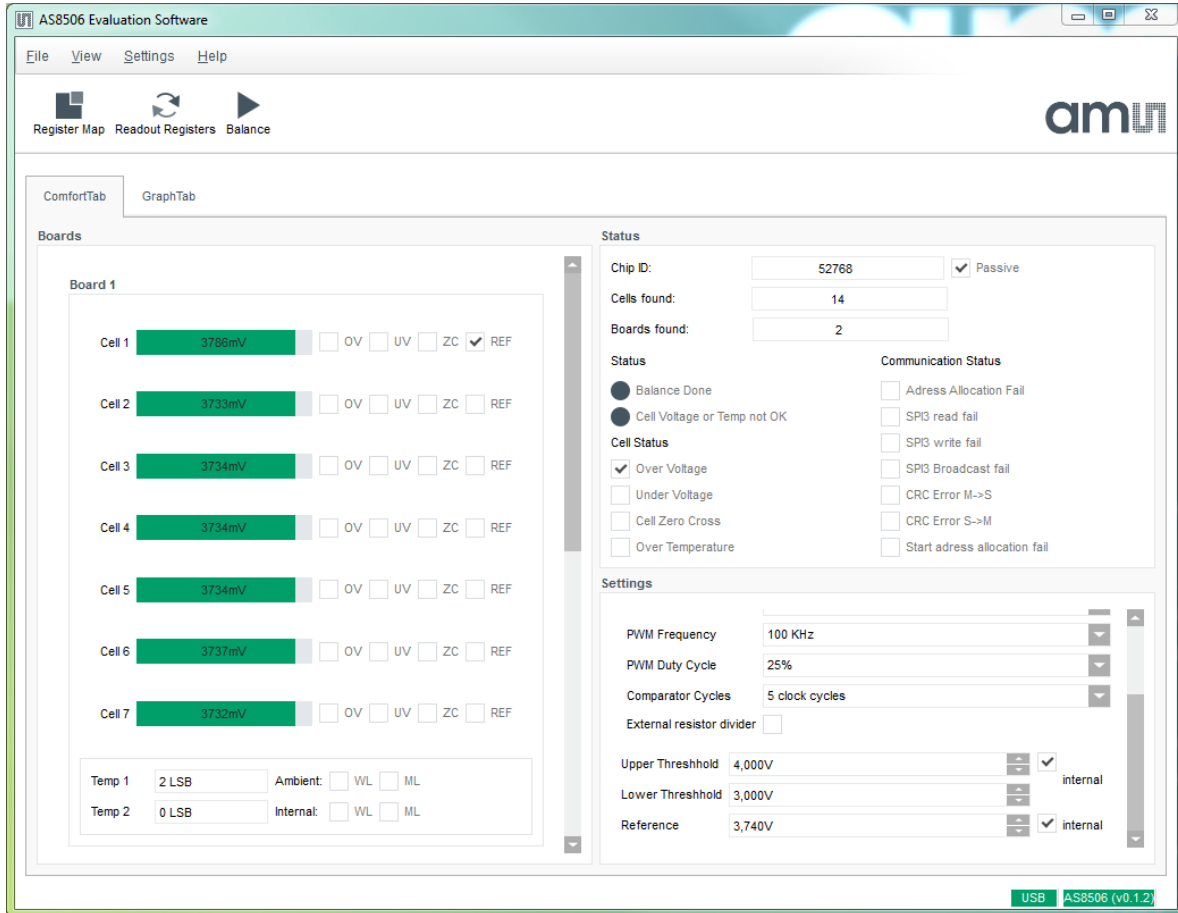 AS8506 Evaluation Software
File View Settings Help
Register Map Readout Registers Balance
am
ComfortTab GraphTab
Boards
Board 1
Cell 1 3786mV OV UV ZC REF
Cell 2 3733mV OV UV ZC REF
Cell 3 3734mV OV UV ZC REF
Cell 4 3734mV OV UV ZC REF
Cell 5 3734mV OV UV ZC REF
Cell 6 3737mV OV UV ZC REF
Cell 7 3732mV OV UV ZC REF
Temp 1 2 LSB Ambient: WL ML
Temp 2 0 LSB Internal: WL ML
Status
Chip ID: 52768 Passive
Cells found: 14
Boards found: 2
Status Communication Status
Balance Done Adress Allocation Fail
Cell Voltage or Temp not OK SPI3 read fail
Cell Status SPI3 write fail
Over Voltage SPI3 Broadcast fail
Under Voltage CRC Error M->S
Cell Zero Cross CRC Error S->M
Over Temperature Start adress allocation fail
Settings
PWM Frequency 100 KHz
PWM Duty Cycle 25%
Comparator Cycles 5 clock cycles
External resistor divider
Upper Threshhold 4,000V
internal
Lower Threshhold 3,000V
Reference 3,740V internal
USB AS8506 (v0.1.2)